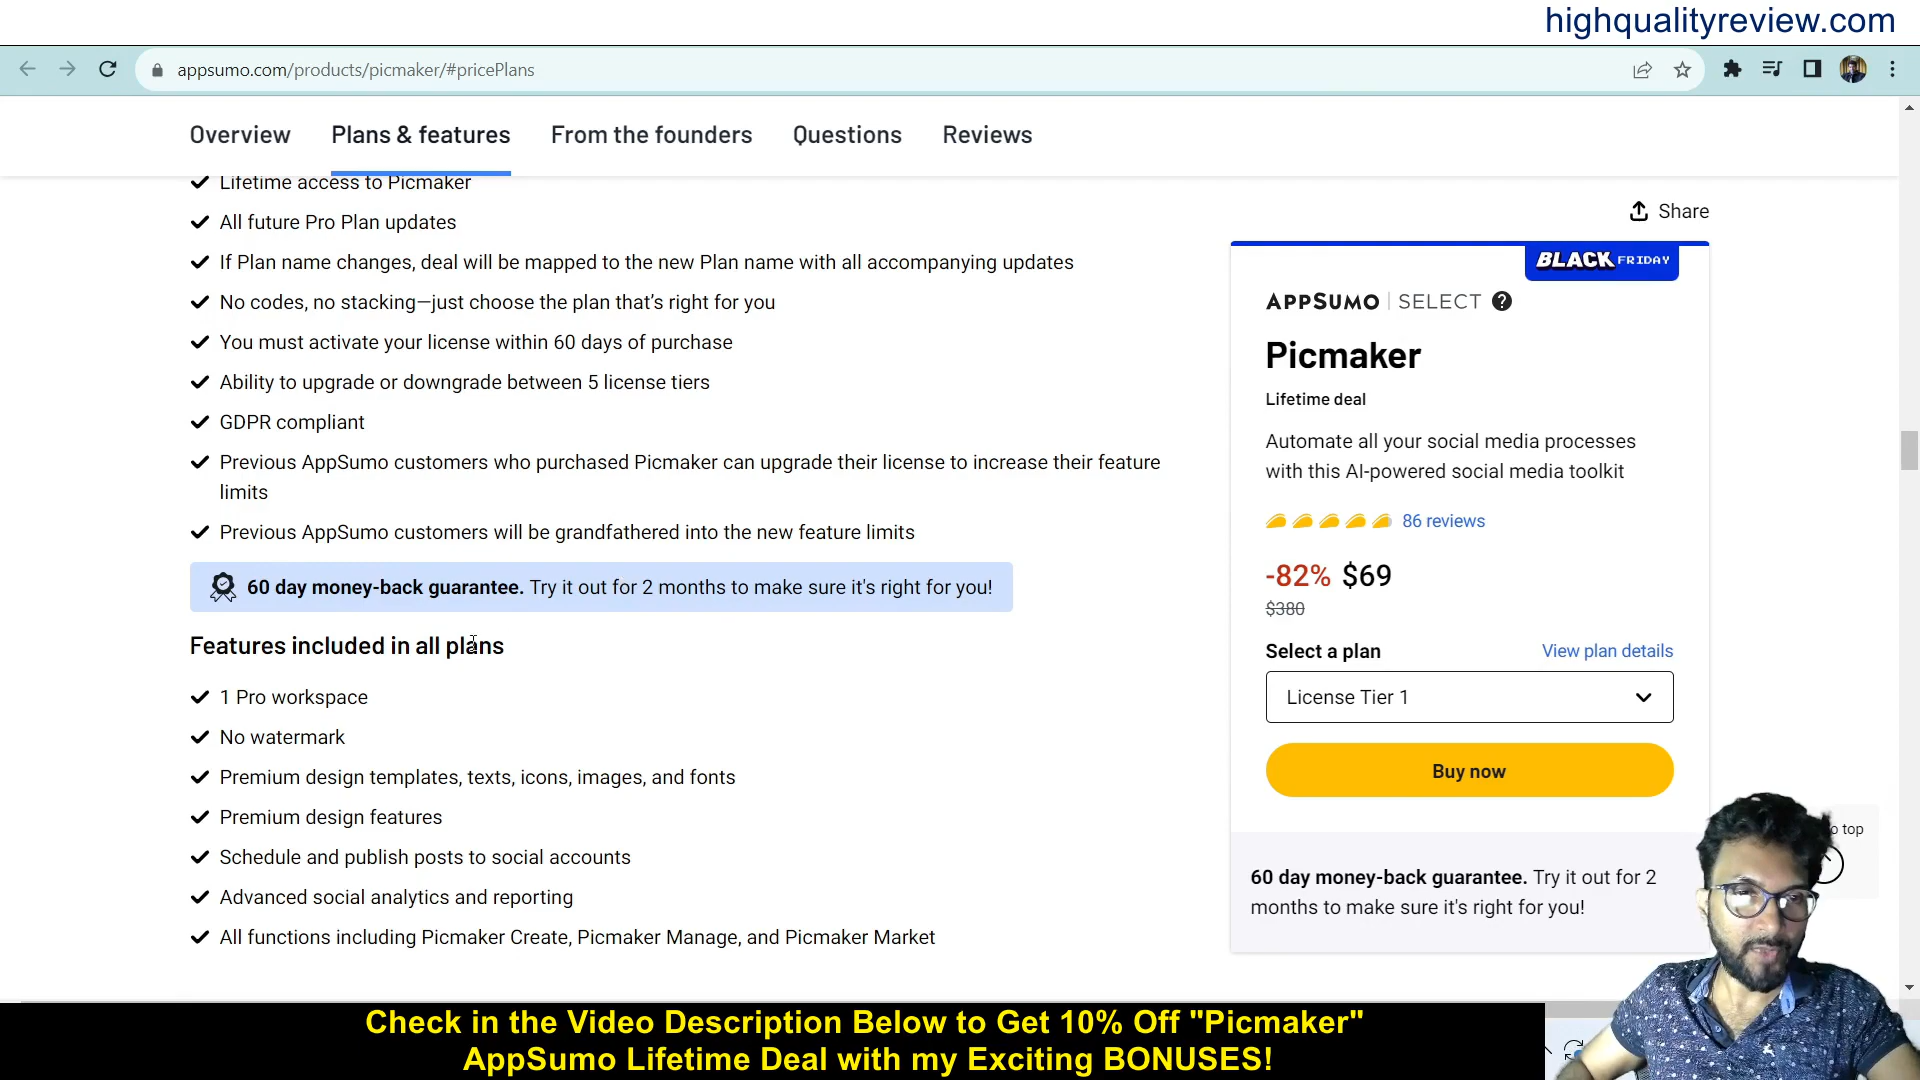 highqualityreview.com
appsumo.com/products/picmaker/#pricePlans
Overview Plans & features From the founders Questions Reviews
Lifetime access to Picmaker
All future Pro Plan updates
If Plan name changes, deal will be mapped to the new Plan name with all accompanying updates
No codes, no stacking—just choose the plan that's right for you
You must activate your license within 60 days of purchase
Ability to upgrade or downgrade between 5 license tiers
GDPR compliant
Previous AppSumo customers who purchased Picmaker can upgrade their license to increase their feature
limits
Previous AppSumo customers will be grandfathered into the new feature limits
60 day money-back guarantee. Try it out for 2 months to make sure it's right for you!
Features included in all plans
1 Pro workspace
No watermark
Premium design templates, texts, icons, images, and fonts
Premium design features
Schedule and publish posts to social accounts
Advanced social analytics and reporting
All functions including Picmaker Create, Picmaker Manage, and Picmaker Market
Share
BLACK FRIDAY
APPSUMO | SELECT ?
Picmaker
Lifetime deal
Automate all your social media processes
with this AI-powered social media toolkit
86 reviews
-82% $69
$380
Select a plan View plan details
License Tier 1
Buy now
60 day money-back guarantee. Try it out for 2
months to make sure it's right for you!
top
Check in the Video Description Below to Get 10% Off "Picmaker"
AppSumo Lifetime Deal with my Exciting BONUSES!